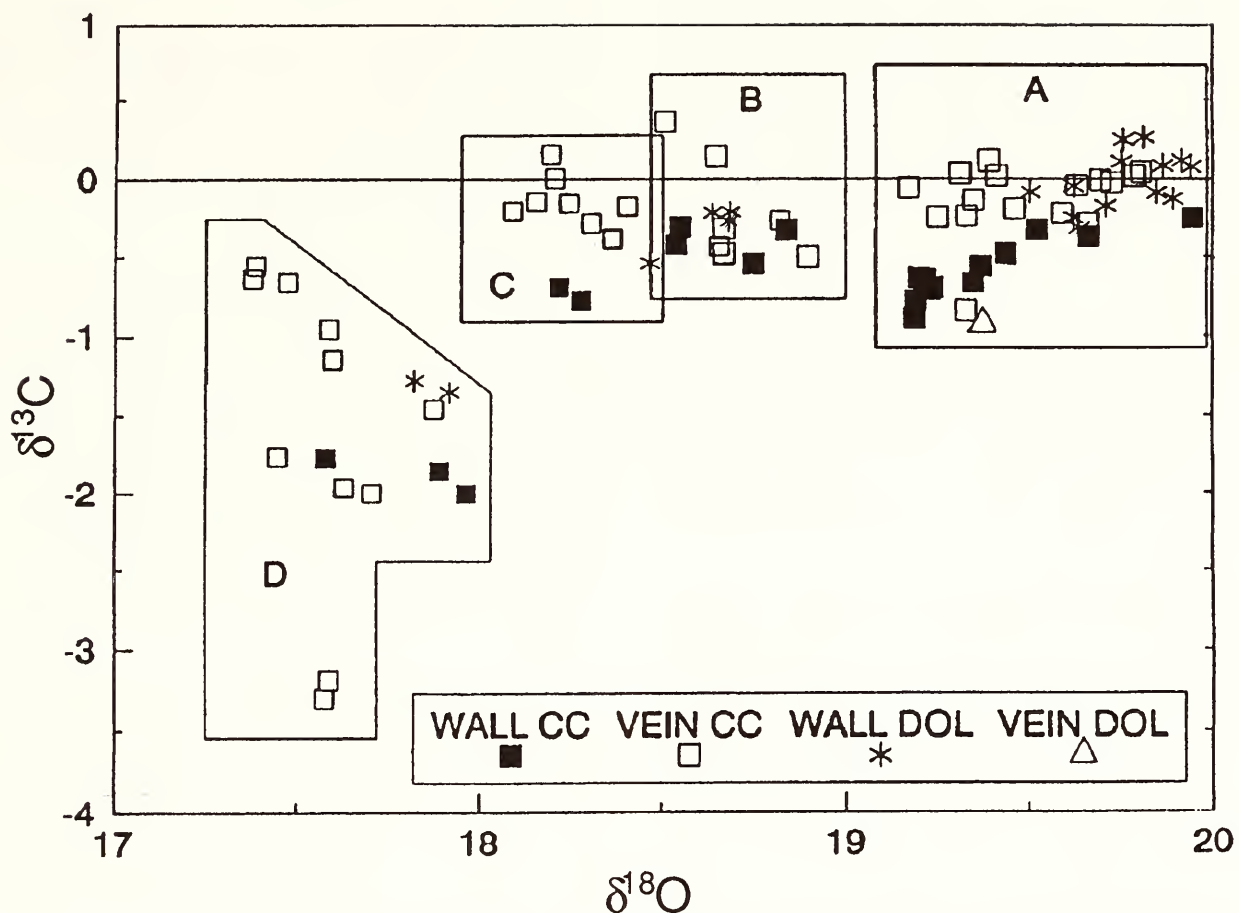 1
0
-1
-2
-3
-4
δ13C
A
B
C
D
WALL CC VEIN CC WALL DOL VEIN DOL
17 18 19 20
δ18O